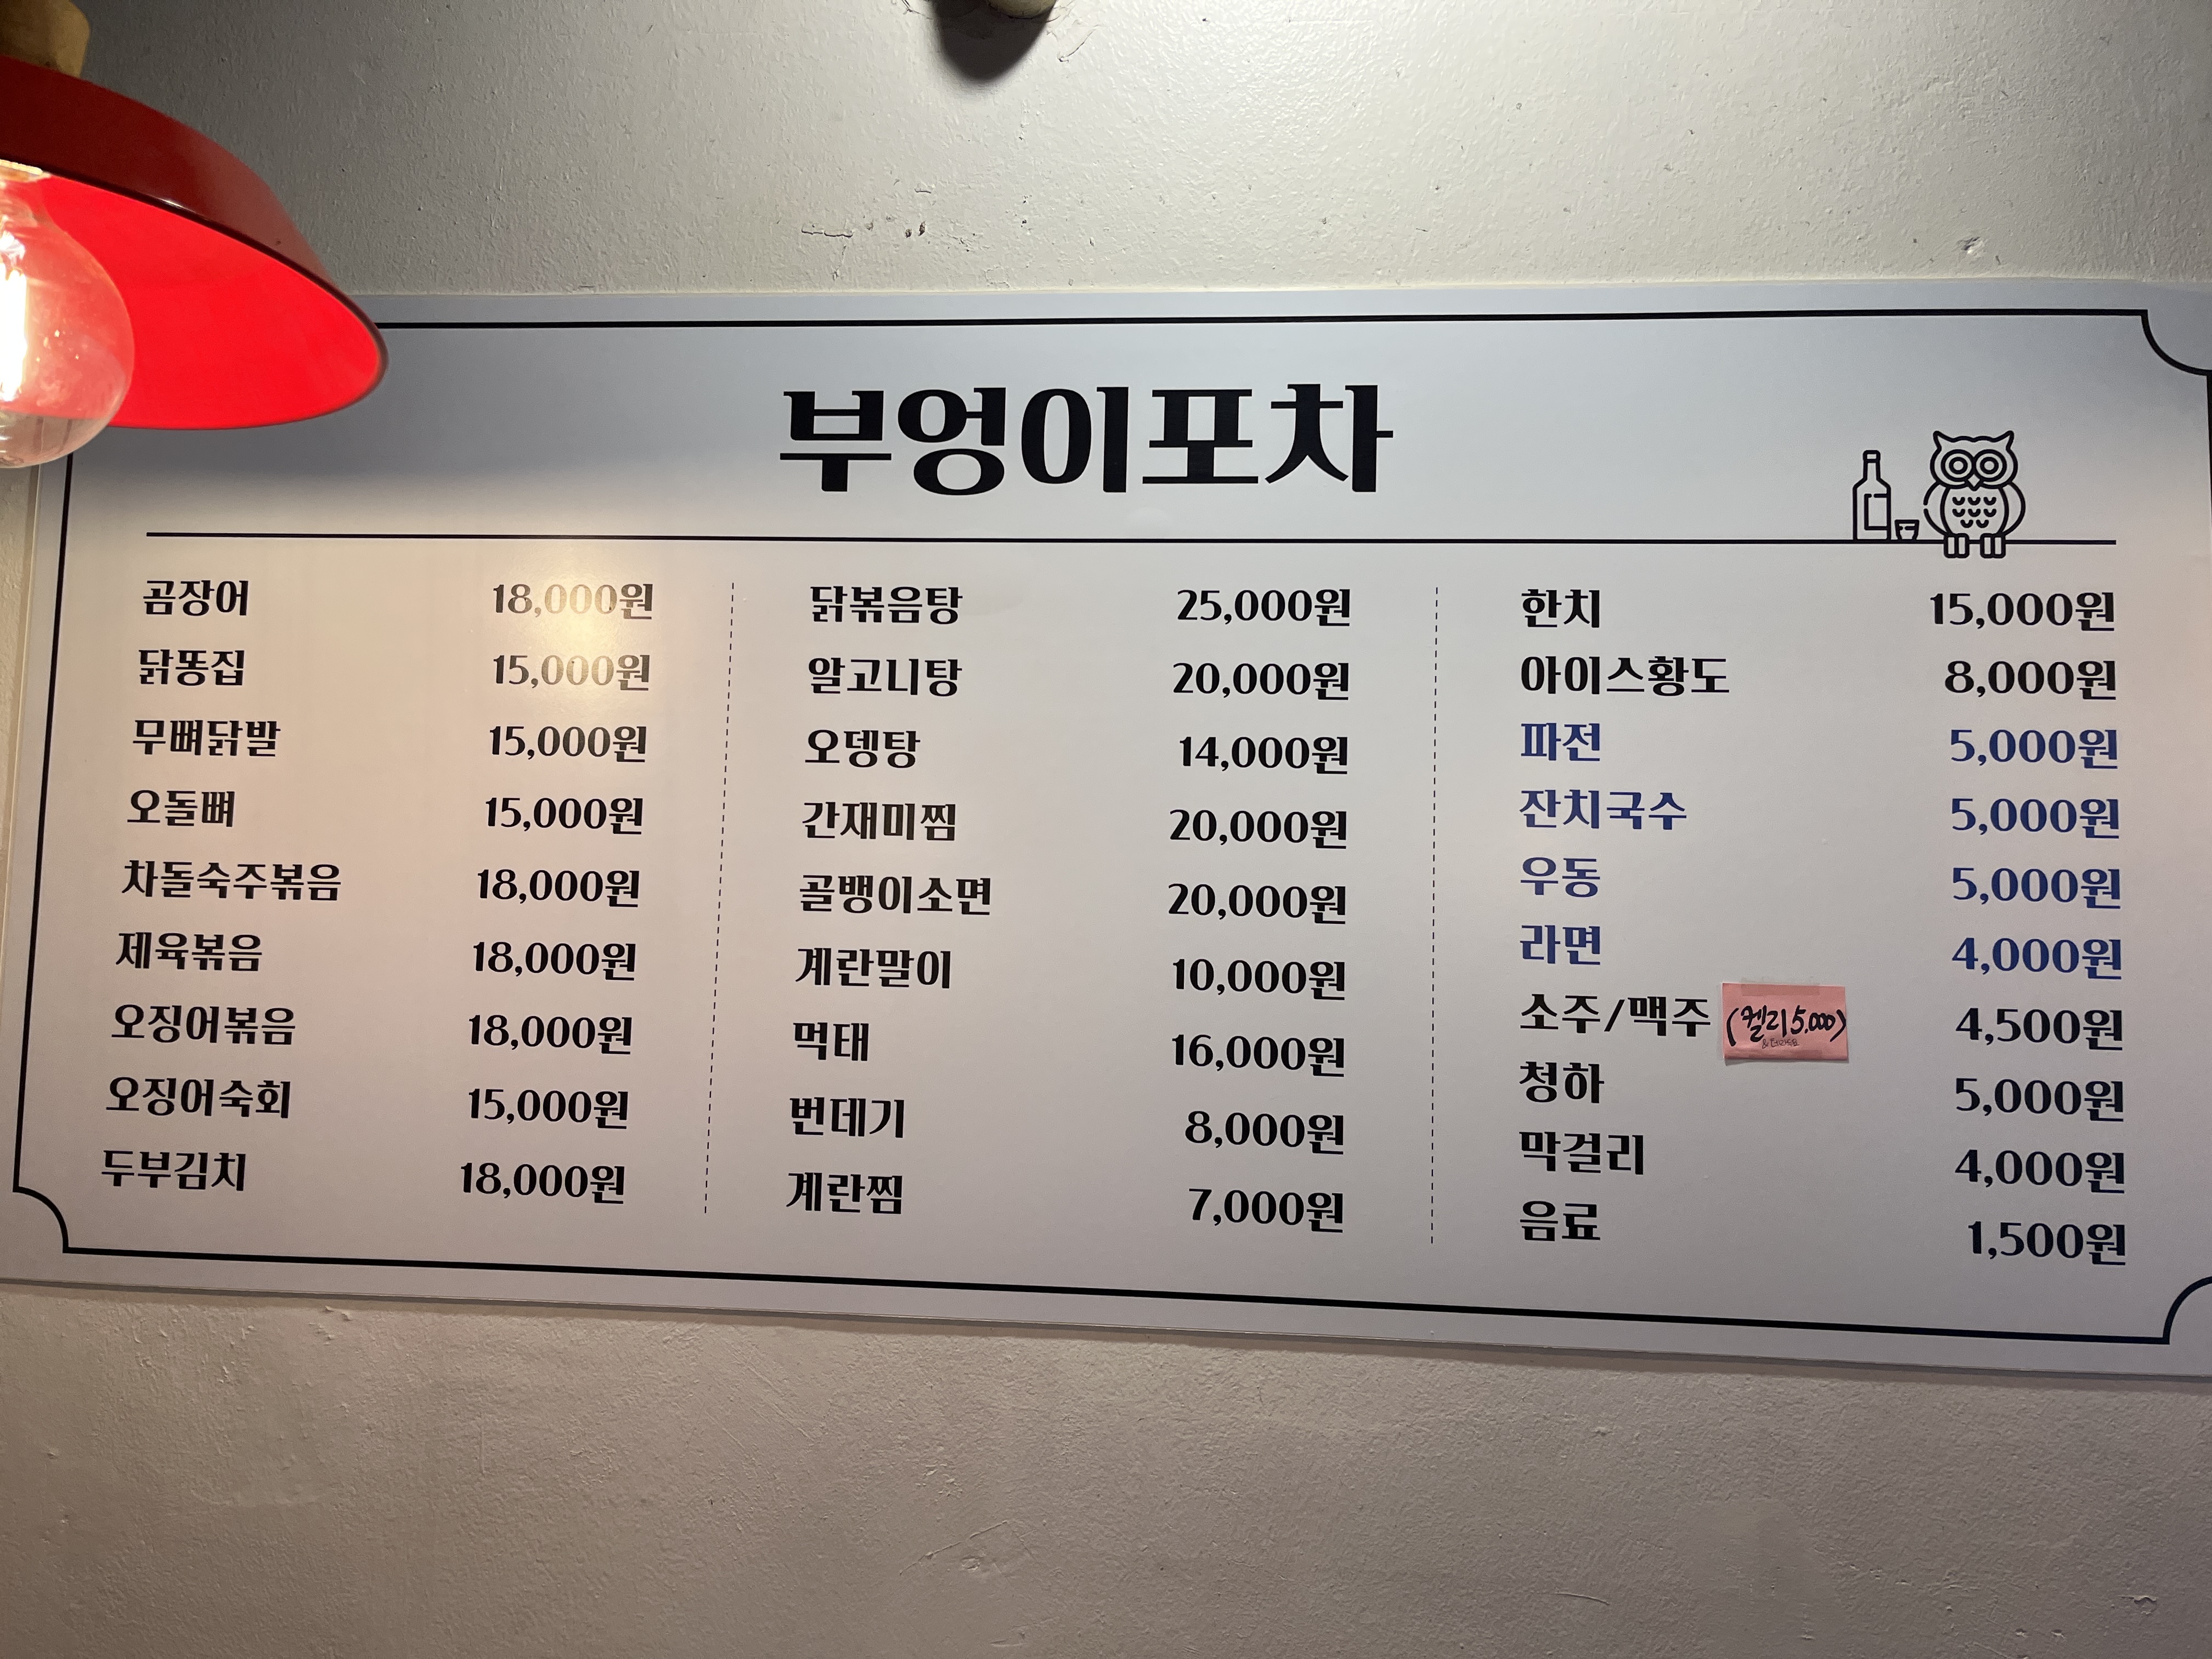 부엉이포차
곰장어 18,000원
닭똥집 15,000원
무뼈닭발 15,000원
오돌뼈 15,000원
차돌숙주볶음 18,000원
제육볶음 18,000원
오징어볶음 18,000원
오징어숙회 15,000원
두부김치 18,000원
닭볶음탕 25,000원
알고니탕 20,000원
오뎅탕 14,000원
간재미찜 20,000원
골뱅이소면 20,000원
계란말이 10,000원
먹태 16,000원
번데기 8,000원
계란찜 7,000원
한치 15,000원
아이스황도 8,000원
파전 5,000원
잔치국수 5,000원
우동 5,000원
라면 4,000원
소주/맥주 (켈리 5,000) 4,500원
청하 5,000원
막걸리 4,000원
음료 1,500원